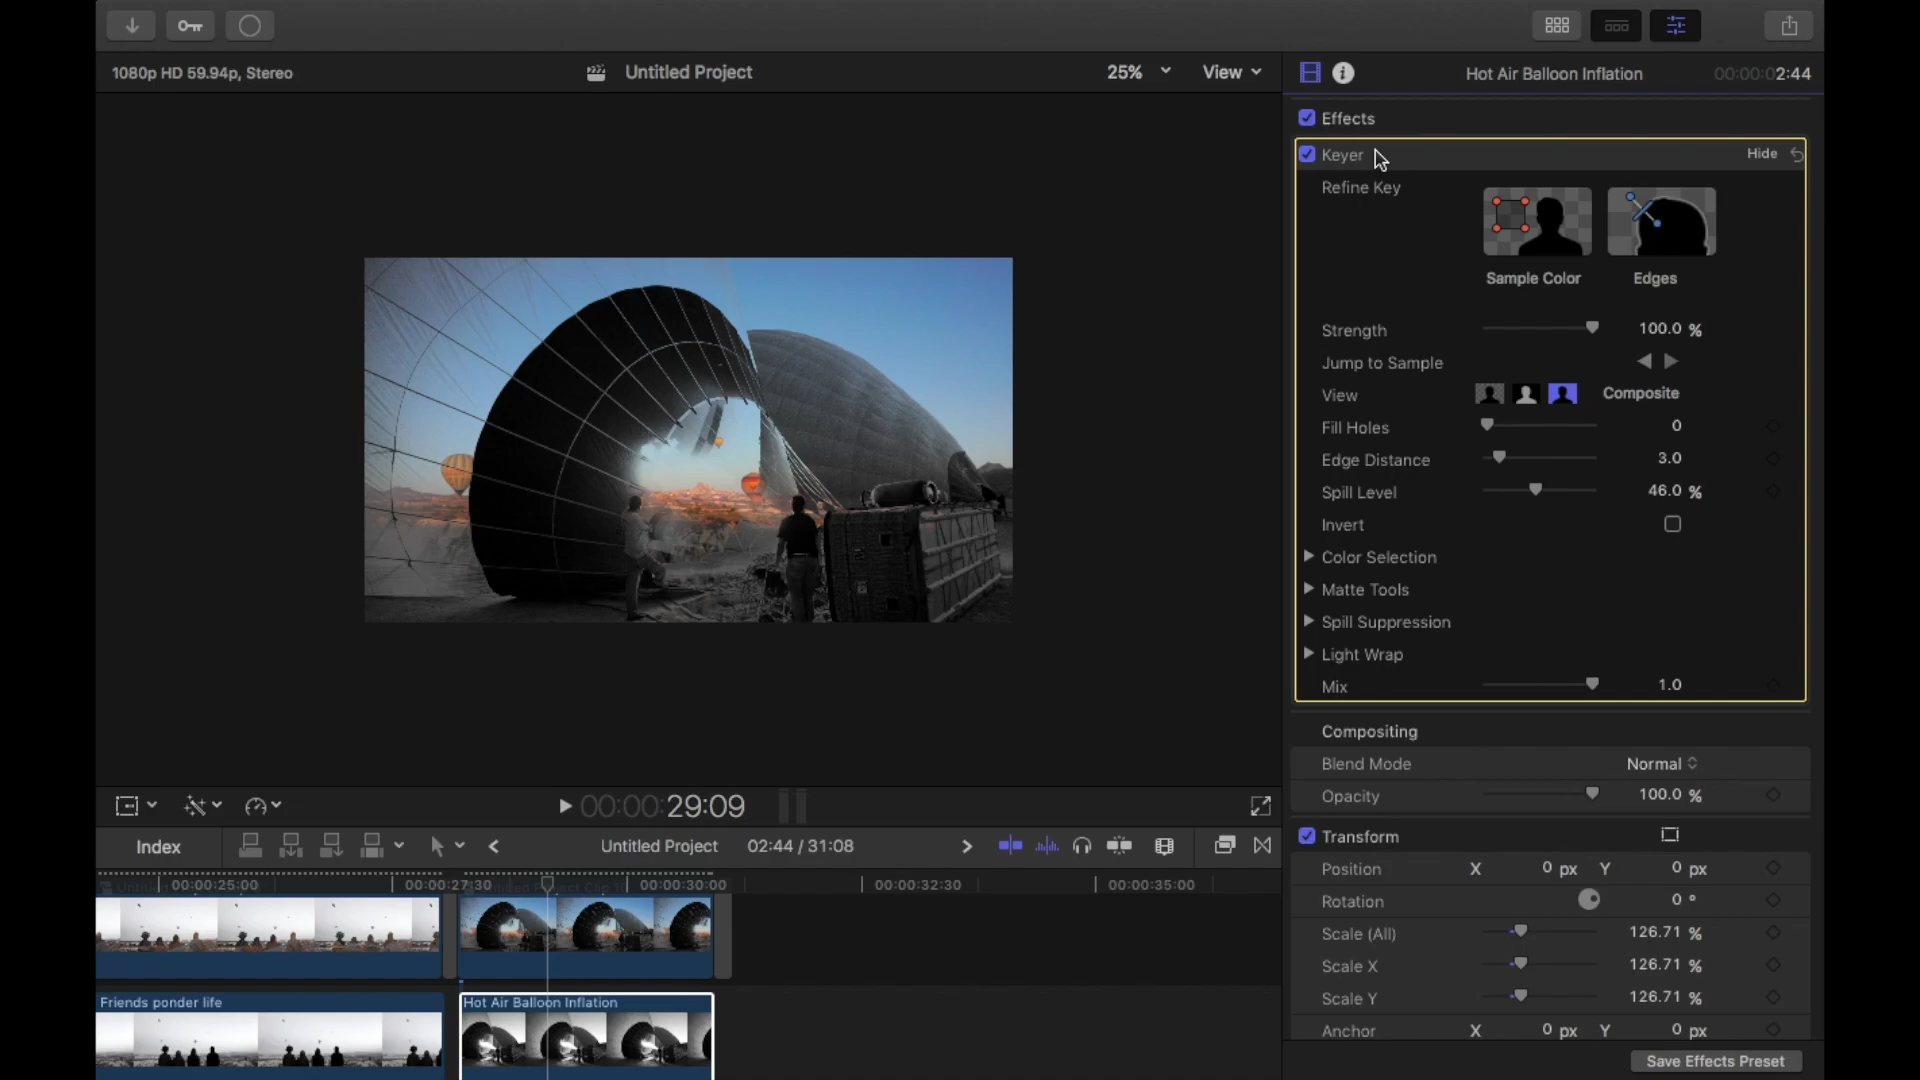 1080p HD 59.94p, Stereo
Untitled Project
25%
View
Hot Air Balloon Inflation
00:00:02:44
Effects
Keyer
Hide
Refine Key
Sample Color
Edges
Strength
100.0 %
Jump to Sample
View
Composite
Fill Holes
0
Edge Distance
3.0
Spill Level
46.0 %
Invert
Color Selection
Matte Tools
Spill Suppression
Light Wrap
Mix
1.0
Compositing
Blend Mode
Normal
Opacity
100.0 %
Transform
Position X 0 px Y 0 px
Rotation
0 °
Scale (All)
126.71 %
Scale X
126.71 %
Scale Y
126.71 %
Anchor X 0 px Y 0 px
Save Effects Preset
00:00:29:09
Index
Untitled Project
02:44 / 31:08
00:00:25:00
00:00:27:30
00:00:30:00
00:00:32:30
00:00:35:00
Friends ponder life
Hot Air Balloon Inflation